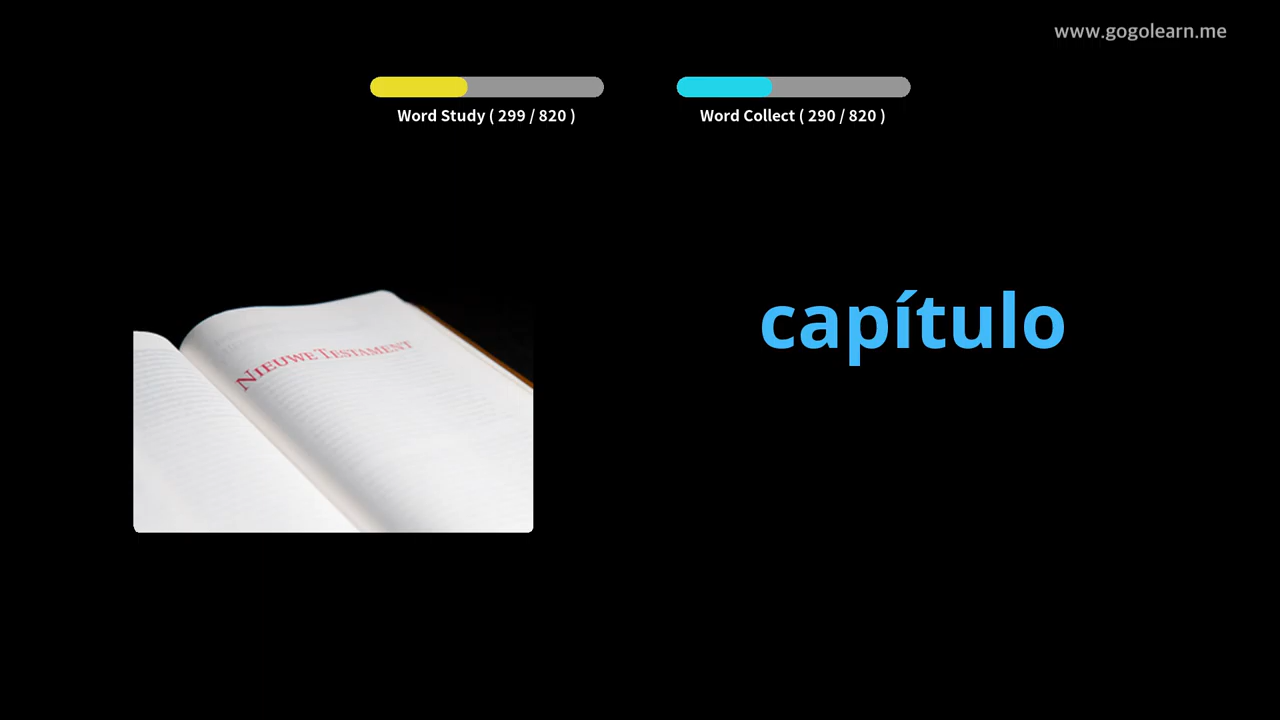 www.gogolearn.me
Word Study ( 299 / 820 )
Word Collect ( 290 / 820 )
capítulo
NIEUWE TESTAMENT